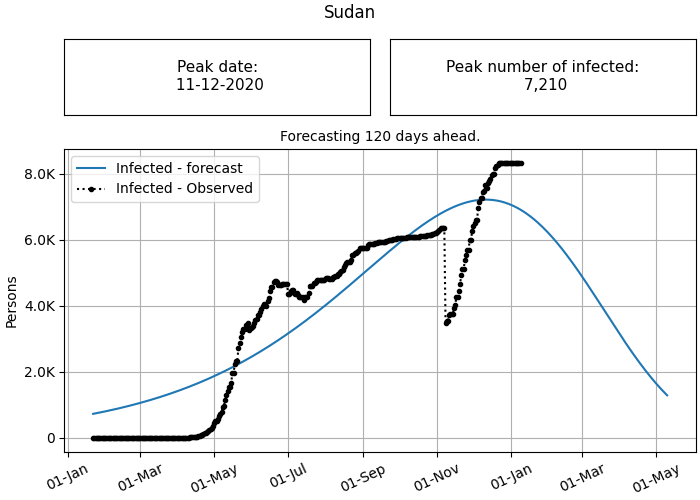 Sudan
Peak date:
11-12-2020
Peak number of infected:
7,210
Forecasting 120 days ahead.
Infected - forecast
Infected - Observed
Persons
8.0K
6.0K
4.0K
2.0K
0
01-Jan
01-Mar
01-May
01-Jul
01-Sep
01-Nov
01-Jan
01-Mar
01-May